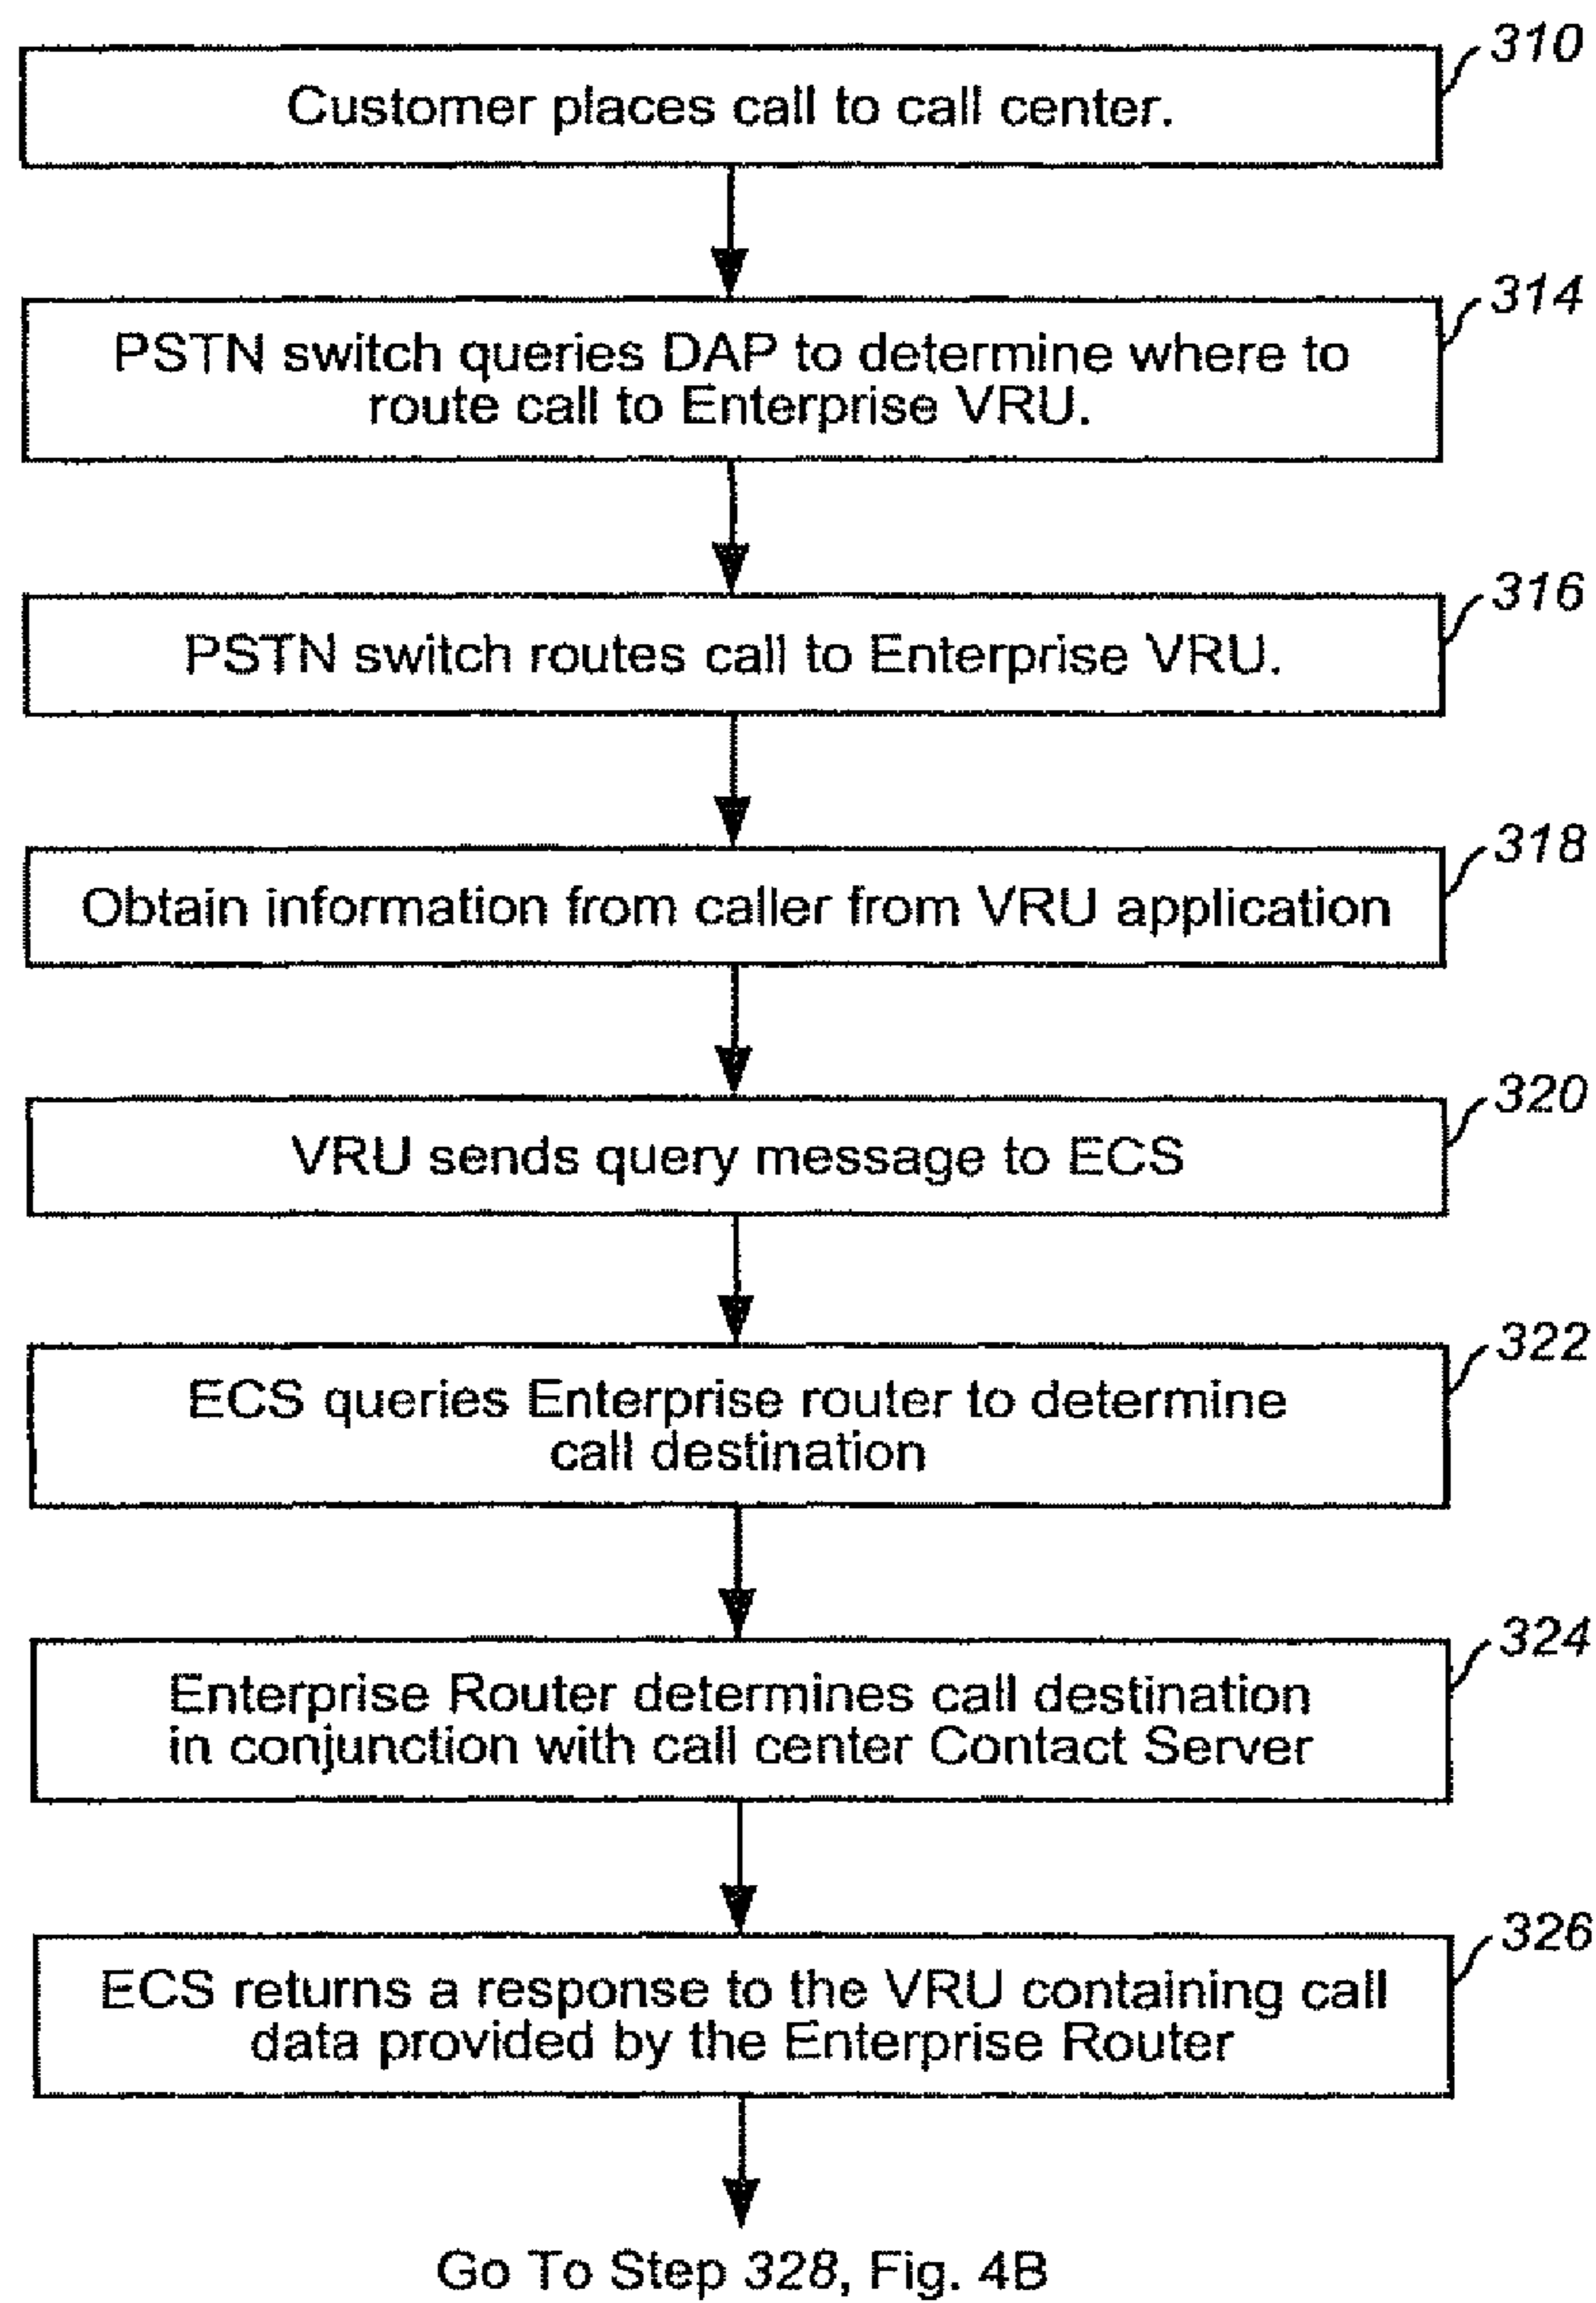 310
Customer places call to call center.
314
PSTN switch queries DAP to determine where to
route call to Enterprise VRU.
316
PSTN switch routes call to Enterprise VRU.
318
Obtain information from caller from VRU application
320
VRU sends query message to ECS
322
ECS queries Enterprise router to determine
call destination
324
Enterprise Router determines call destination
in conjunction with call center Contact Server
326
ECS returns a response to the VRU containing call
data provided by the Enterprise Router
Go To Step 328, Fig. 4B